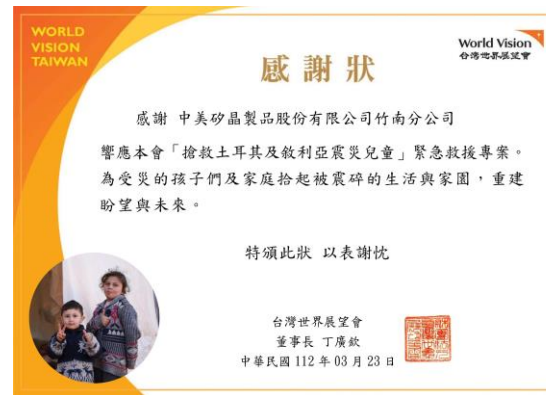 WORLD
VISION
TAIWAN
World Vision
台灣世界展望會
感謝狀
感謝 中美矽晶製品股份有限公司竹南分公司
響應本會「搶救土耳其及敘利亞震災兒童」緊急救援專案。
為受災的孩子們及家庭拾起被震碎的生活與家園，重建
盼望與未來。
特頒此狀 以表謝忱
台灣世界展望會
董事長 丁廣欽
中華民國 112 年 03 月 23 日